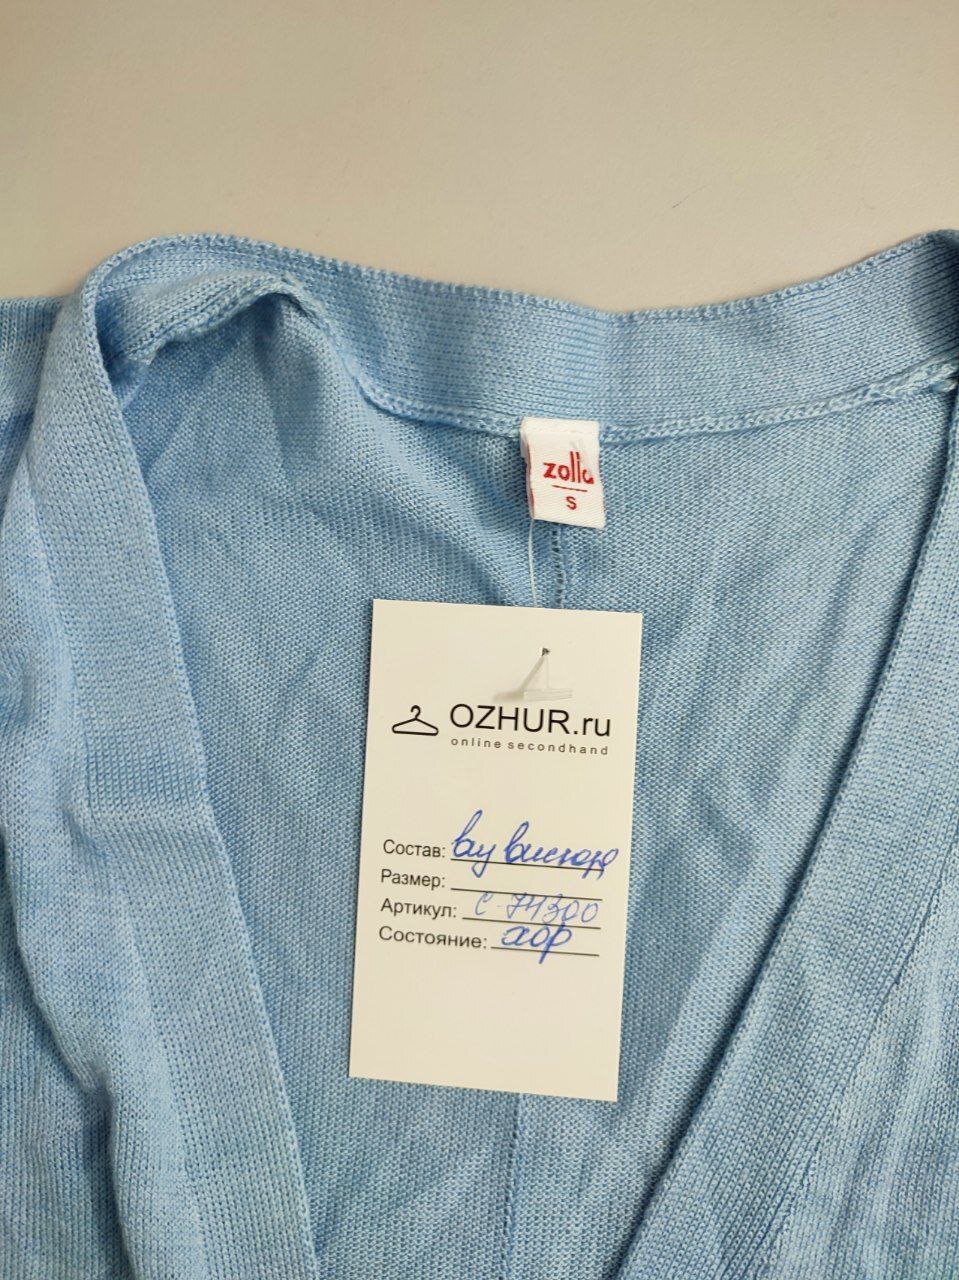 zolla
S
OZHUR.ru
online secondhand
Состав:
Размер:
Артикул: С-74300
Состояние: хор